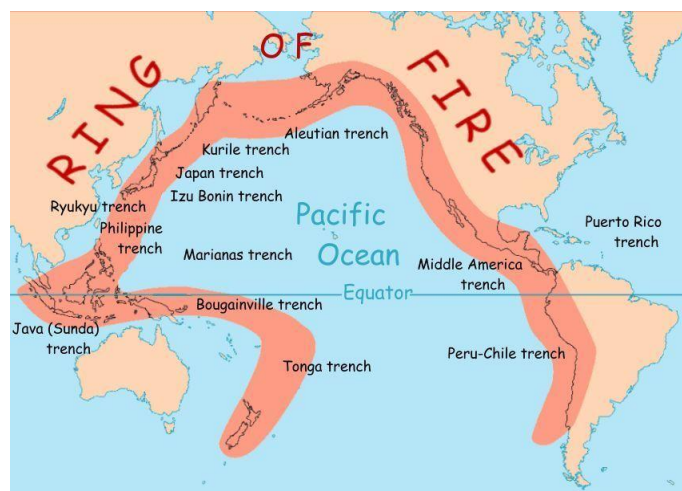 RING OF FIRE
Aleutian trench
Kurile trench
Japan trench
Izu Bonin trench
Ryukyu trench
Philippine
trench
Pacific
Ocean
Puerto Rico
trench
Marianas trench
Middle America
trench
Equator
Bougainville trench
Java (Sunda)
trench
Tonga trench
Peru-Chile trench